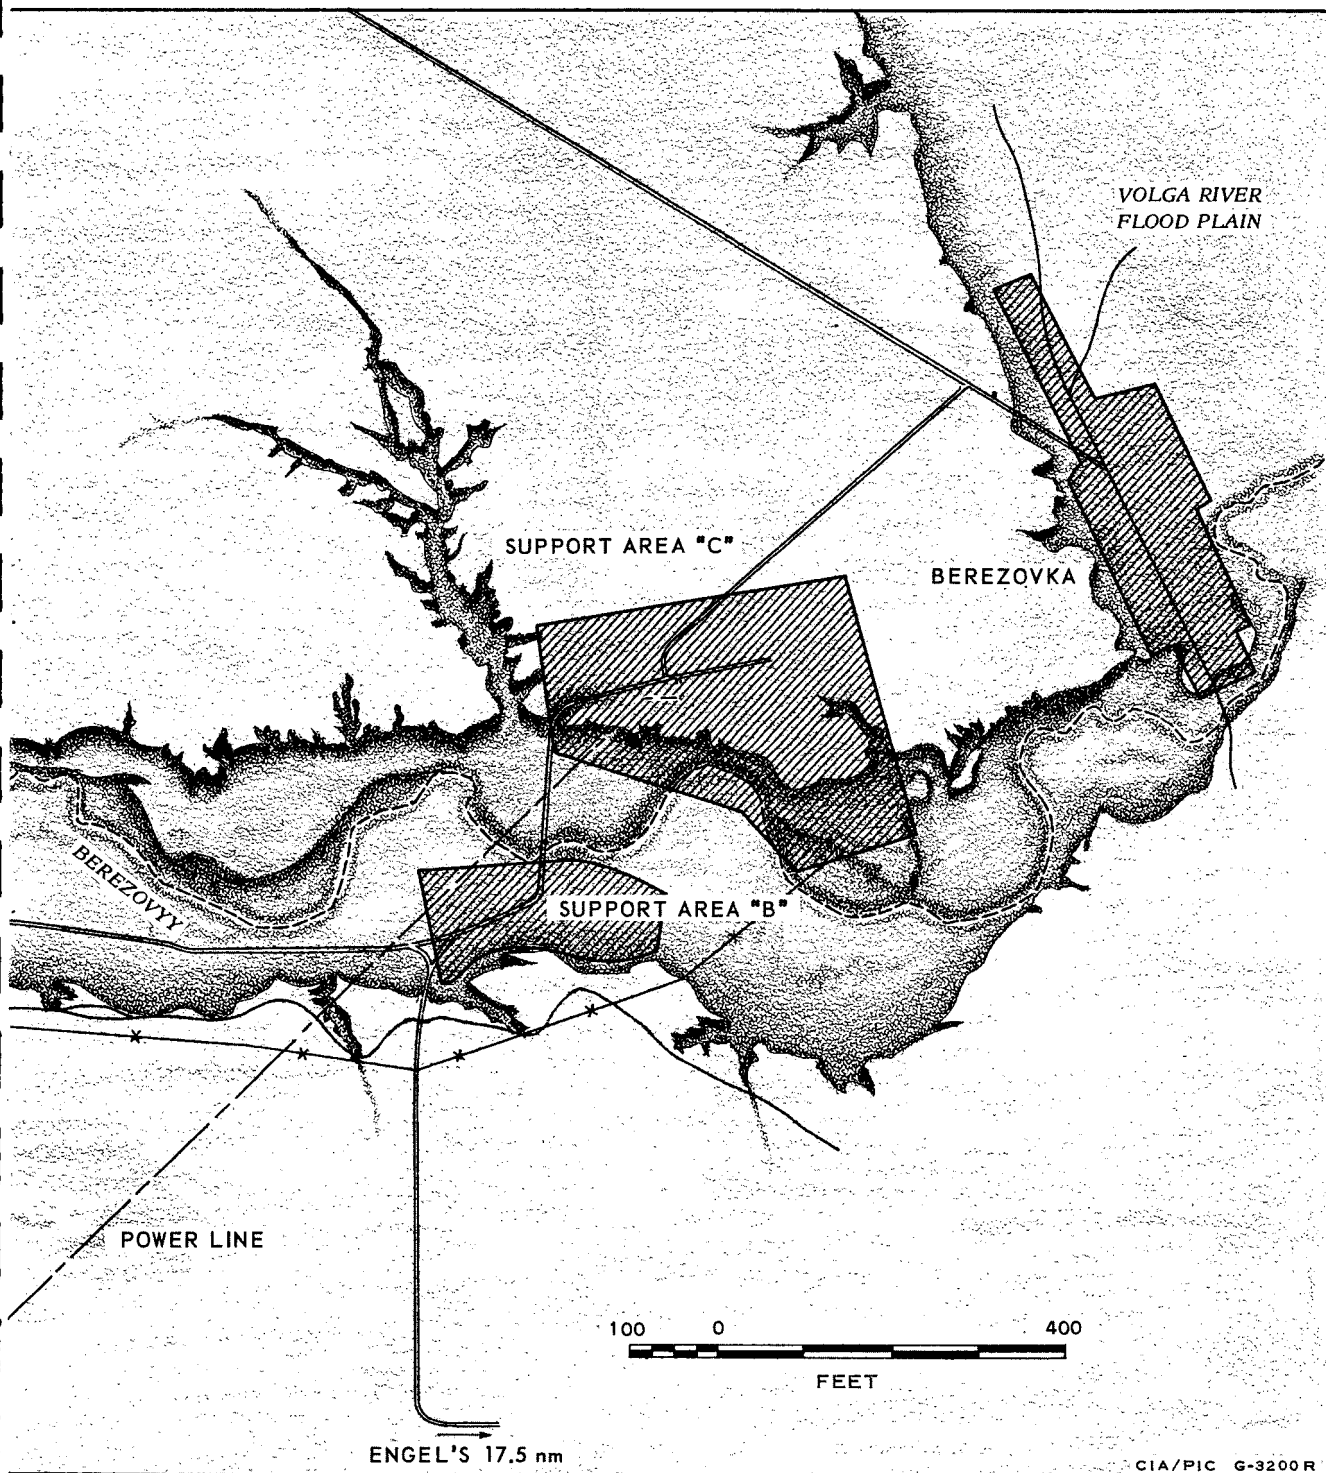 VOLGA RIVER
FLOOD PLAIN
SUPPORT AREA "C"
BEREZOVKA
BEREZOVYY
SUPPORT AREA "B"
POWER LINE
100 0 400
FEET
ENGEL'S 17.5 nm
CIA/PIC G-3200R